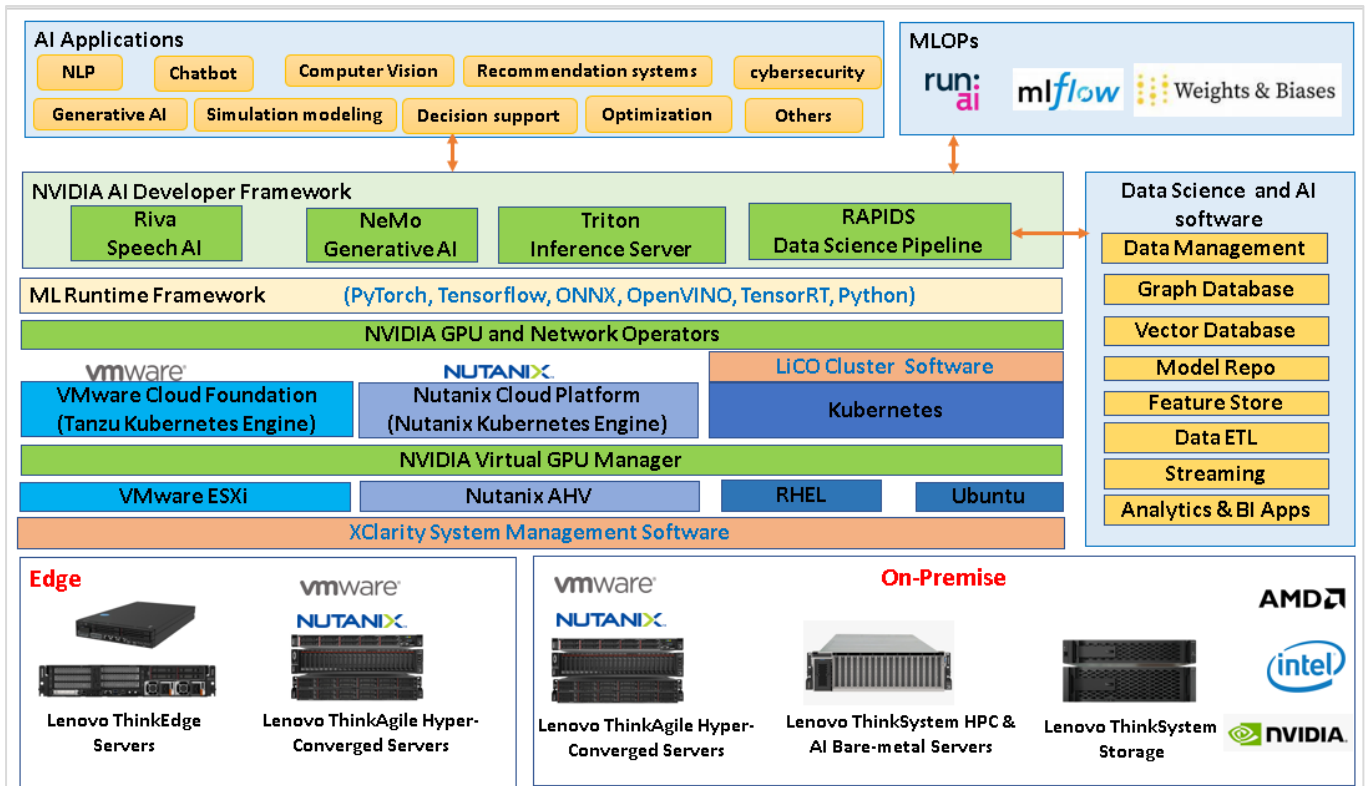 AI Applications
NLP
Chatbot
Computer Vision
Recommendation systems
cybersecurity
Generative AI
Simulation modeling
Decision support
Optimization
Others
MLOPs
run:
ai
mlflow
Weights & Biases
NVIDIA AI Developer Framework
Riva
Speech AI
NeMo
Generative AI
Triton
Inference Server
RAPIDS
Data Science Pipeline
Data Science and AI
software
Data Management
Graph Database
Vector Database
Model Repo
Feature Store
Data ETL
Streaming
Analytics & BI Apps
ML Runtime Framework (PyTorch, Tensorflow, ONNX, OpenVINO, TensorRT, Python)
NVIDIA GPU and Network Operators
vmware®
VMware Cloud Foundation
(Tanzu Kubernetes Engine)
NUTANIX.
Nutanix Cloud Platform
(Nutanix Kubernetes Engine)
LiCO Cluster Software
Kubernetes
NVIDIA Virtual GPU Manager
VMware ESXi
Nutanix AHV
RHEL
Ubuntu
XClarity System Management Software
Edge
Lenovo ThinkEdge
Servers
vmware®
NUTANIX.
Lenovo ThinkAgile Hyper-
Converged Servers
On-Premise
vmware®
NUTANIX.
Lenovo ThinkAgile Hyper-
Converged Servers
Lenovo ThinkSystem HPC &
AI Bare-metal Servers
Lenovo ThinkSystem
Storage
AMD
intel
NVIDIA.